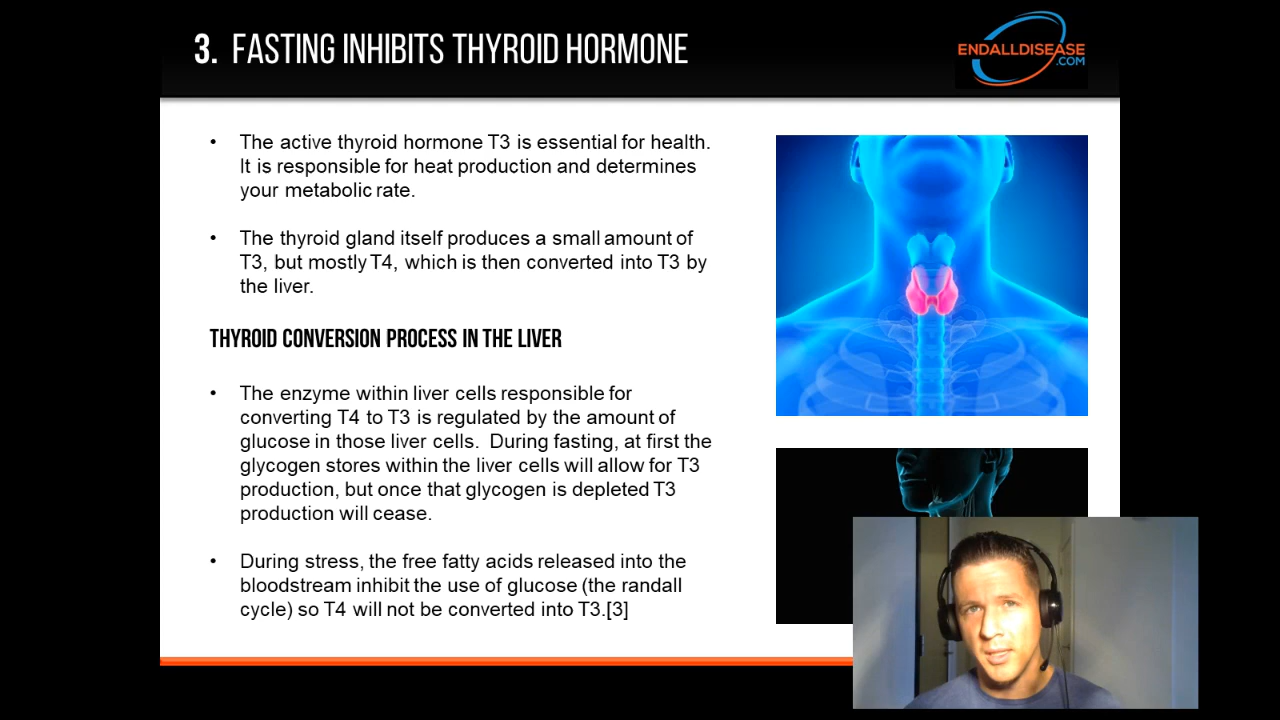 3. FASTING INHIBITS THYROID HORMONE
ENDALLDISEASE
.COM
• The active thyroid hormone T3 is essential for health.
It is responsible for heat production and determines
your metabolic rate.
• The thyroid gland itself produces a small amount of
T3, but mostly T4, which is then converted into T3 by
the liver.
THYROID CONVERSION PROCESS IN THE LIVER
• The enzyme within liver cells responsible for
converting T4 to T3 is regulated by the amount of
glucose in those liver cells.  During fasting, at first the
glycogen stores within the liver cells will allow for T3
production, but once that glycogen is depleted T3
production will cease.
• During stress, the free fatty acids released into the
bloodstream inhibit the use of glucose (the randall
cycle) so T4 will not be converted into T3.[3]